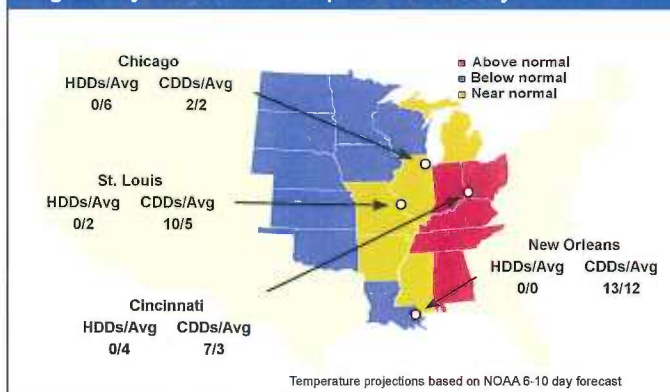 Chicago
HDDs/Avg CDDs/Avg
0/6 2/2
Above normal
Below normal
Near normal
St. Louis
HDDs/Avg CDDs/Avg
0/2 10/5
New Orleans
HDDs/Avg CDDs/Avg
0/0 13/12
Cincinnati
HDDs/Avg CDDs/Avg
0/4 7/3
Temperature projections based on NOAA 6-10 day forecast